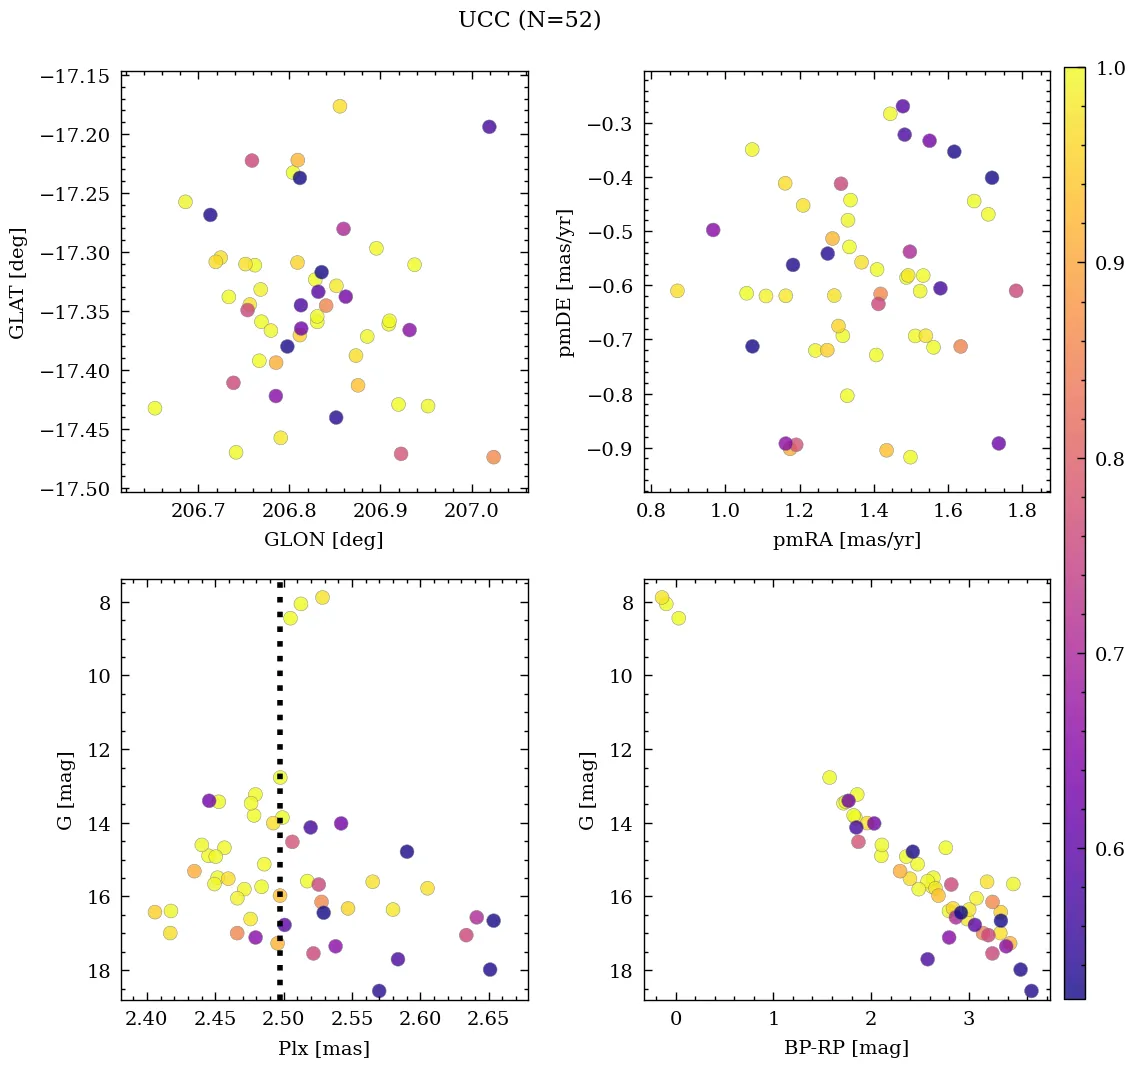 UCC (N=52)
−17.15
−17.20
−17.25
−17.30
−17.35
−17.40
−17.45
−17.50
GLAT [deg]
206.7 206.8 206.9 207.0
GLON [deg]
−0.3
−0.4
−0.5
−0.6
−0.7
−0.8
−0.9
pmDE [mas/yr]
0.8 1.0 1.2 1.4 1.6 1.8
pmRA [mas/yr]
8
10
12
14
16
18
G [mag]
2.40 2.45 2.50 2.55 2.60 2.65
Plx [mas]
8
10
12
14
16
18
G [mag]
0 1 2 3
BP-RP [mag]
1.0
0.9
0.8
0.7
0.6